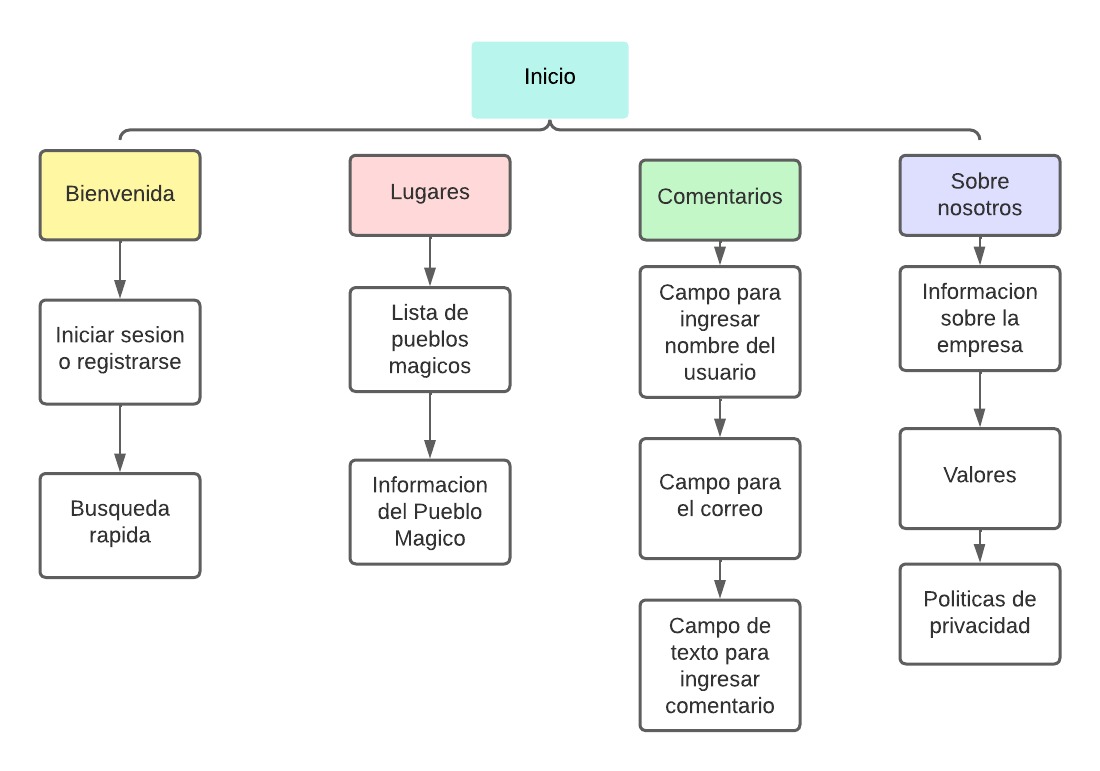 Inicio
Bienvenida
Iniciar sesion
o registrarse
Busqueda
rapida
Lugares
Lista de
pueblos
magicos
Informacion
del Pueblo
Magico
Comentarios
Campo para
ingresar
nombre del
usuario
Campo para
el correo
Campo de
texto para
ingresar
comentario
Sobre
nosotros
Informacion
sobre la
empresa
Valores
Politicas de
privacidad